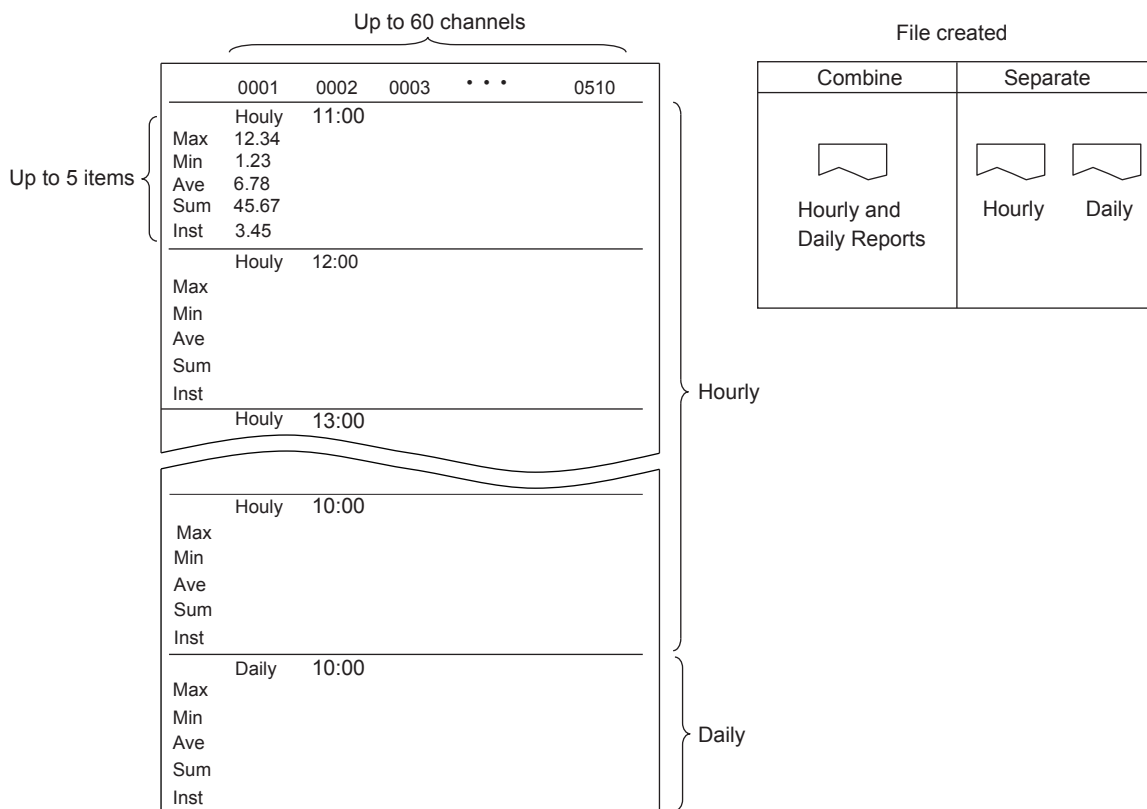 Up to 60 channels
0001 0002 0003 • • • 0510
Houly 11:00
Max 12.34
Min 1.23
Ave 6.78
Sum 45.67
Inst 3.45
Up to 5 items
Houly 12:00
Max
Min
Ave
Sum
Inst
Houly 13:00
Houly 10:00
Max
Min
Ave
Sum
Inst
Hourly
Daily 10:00
Max
Min
Ave
Sum
Inst
Daily
File created
Combine Separate
Hourly and
Daily Reports
Hourly Daily